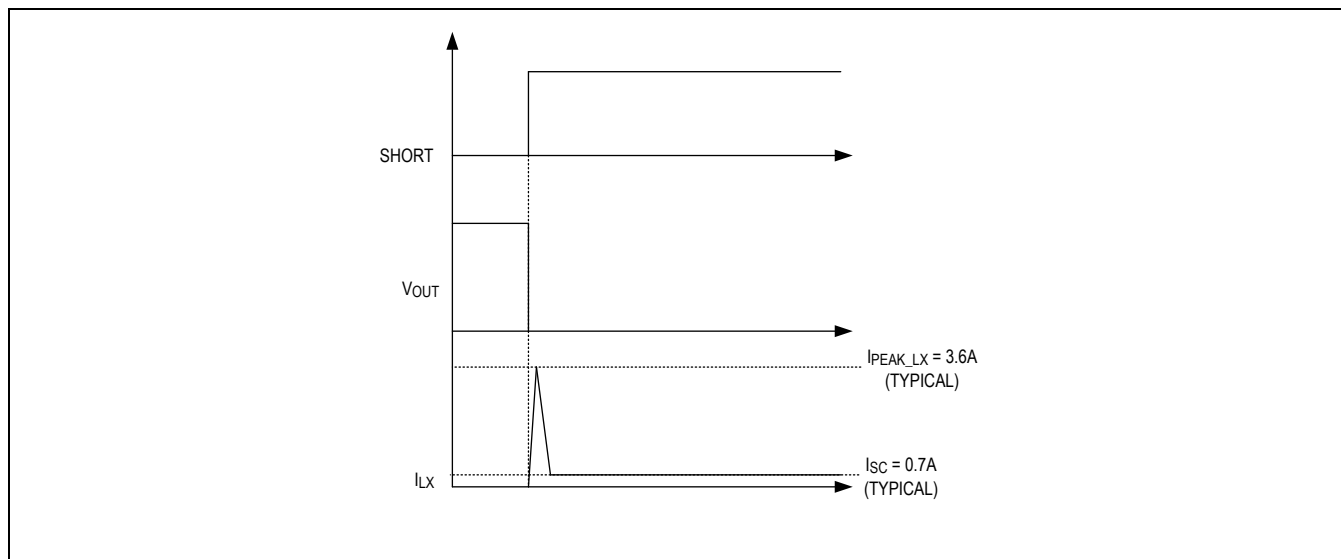 SHORT
VOUT
IPEAK_LX = 3.6A
(TYPICAL)
ISC = 0.7A
(TYPICAL)
ILX